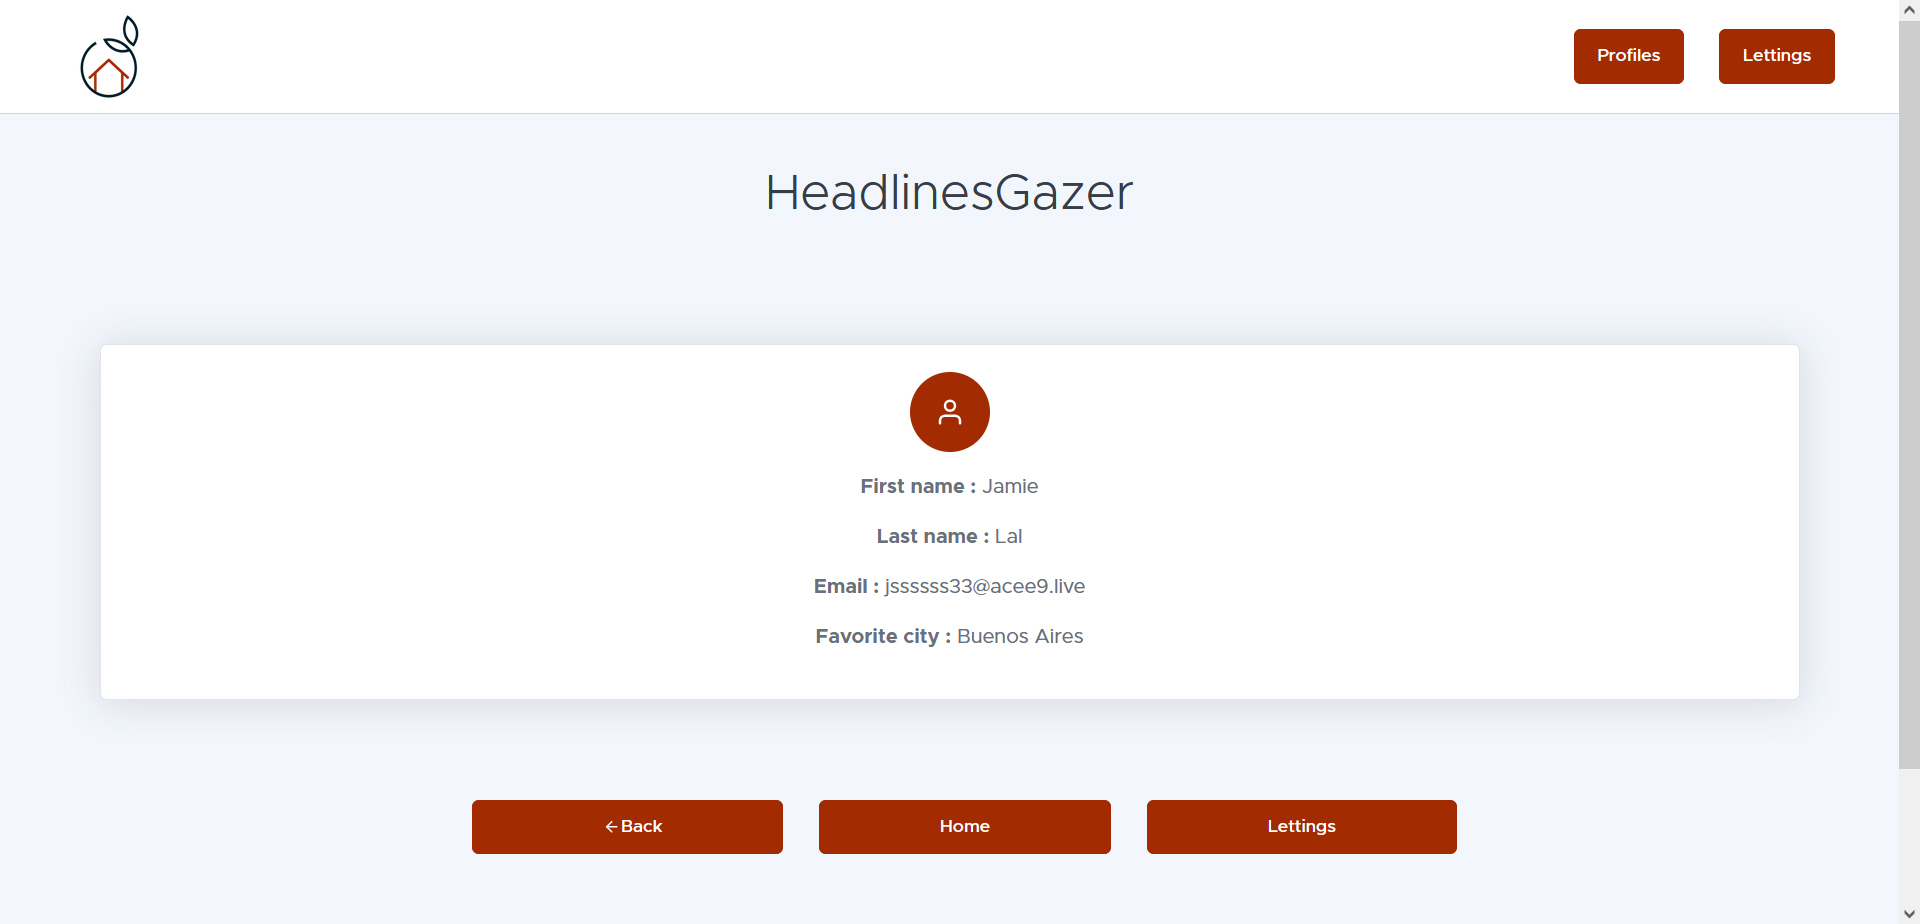 Profiles
Lettings
HeadlinesGazer
First name : Jamie
Last name : Lal
Email : jssssss33@acee9.live
Favorite city : Buenos Aires
← Back
Home
Lettings